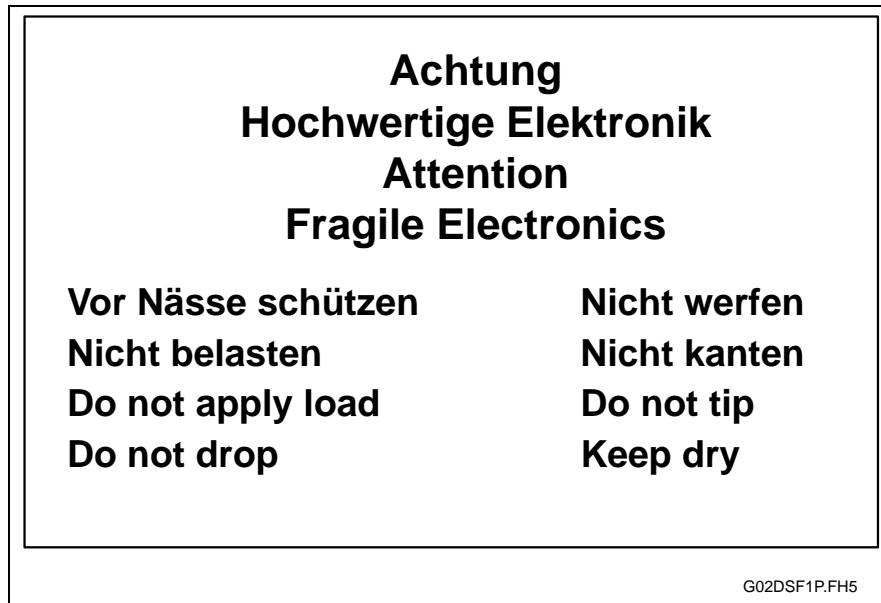 Achtung
Hochwertige Elektronik
Attention
Fragile Electronics
Vor Nässe schützen Nicht werfen
Nicht belasten Nicht kanten
Do not apply load Do not tip
Do not drop Keep dry
G02DSF1P.FH5